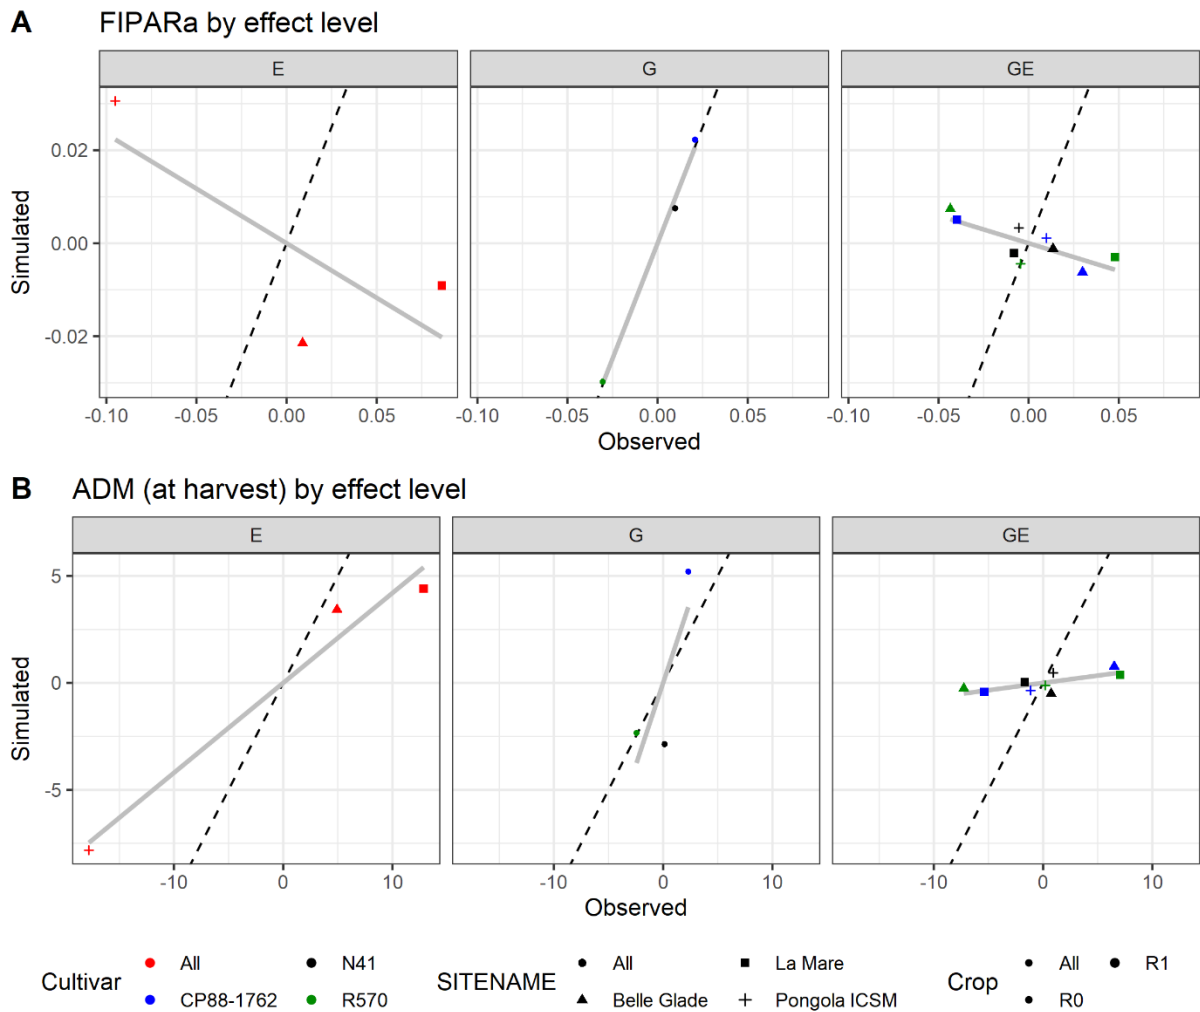 A FIPARa by effect level
E G GE
0.02
0.00
-0.02
Simulated
-0.10 -0.05 0.00 0.05 -0.10 -0.05 0.00 0.05 -0.10 -0.05 0.00 0.05
Observed
B ADM (at harvest) by effect level
E G GE
5
0
-5
Simulated
-10 0 10 -10 0 10 -10 0 10
Observed
Cultivar All N41 SITENAME All La Mare Crop All R1
CP88-1762 R570 Belle Glade Pongola ICSM R0